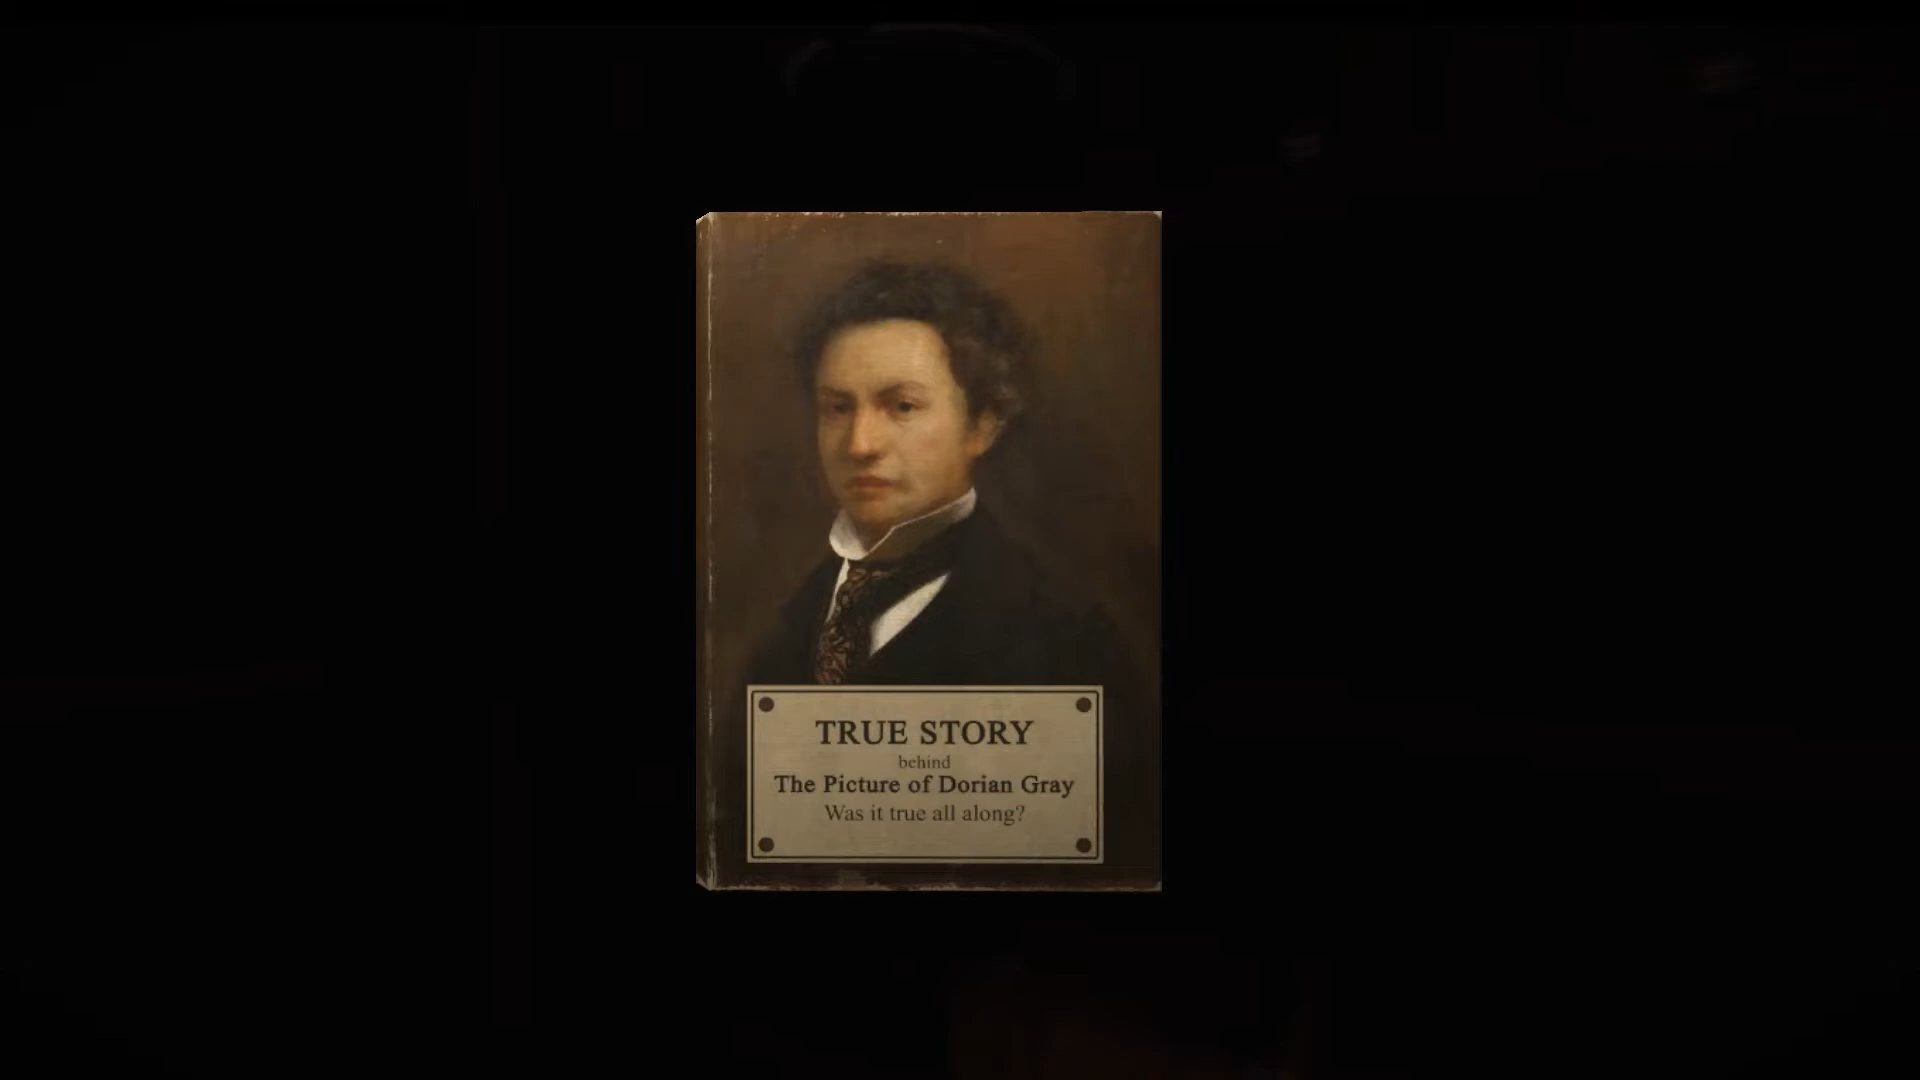 TRUE STORY
behind
The Picture of Dorian Gray
Was it true all along?